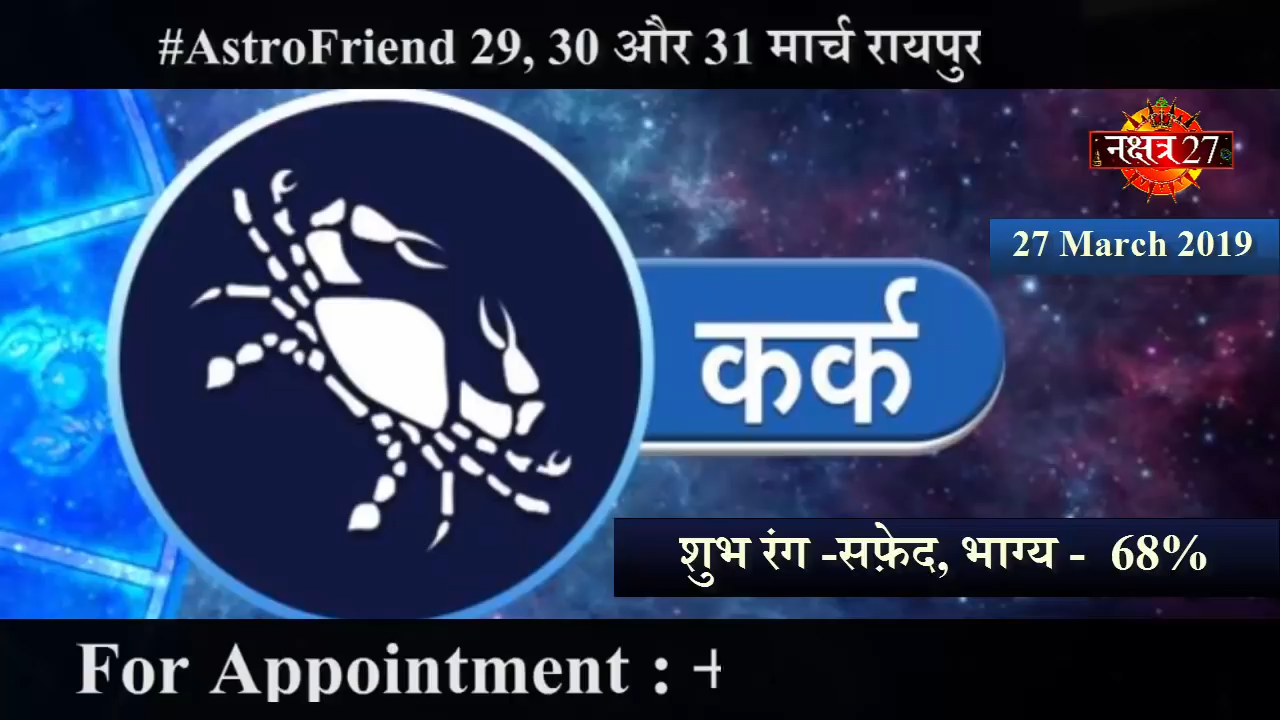 #AstroFriend 29, 30 और 31 मार्च रायपुर
नक्षत्र 27
27 March 2019
कर्क
शुभ रंग -सफ़ेद, भाग्य - 68%
For Appointment : +